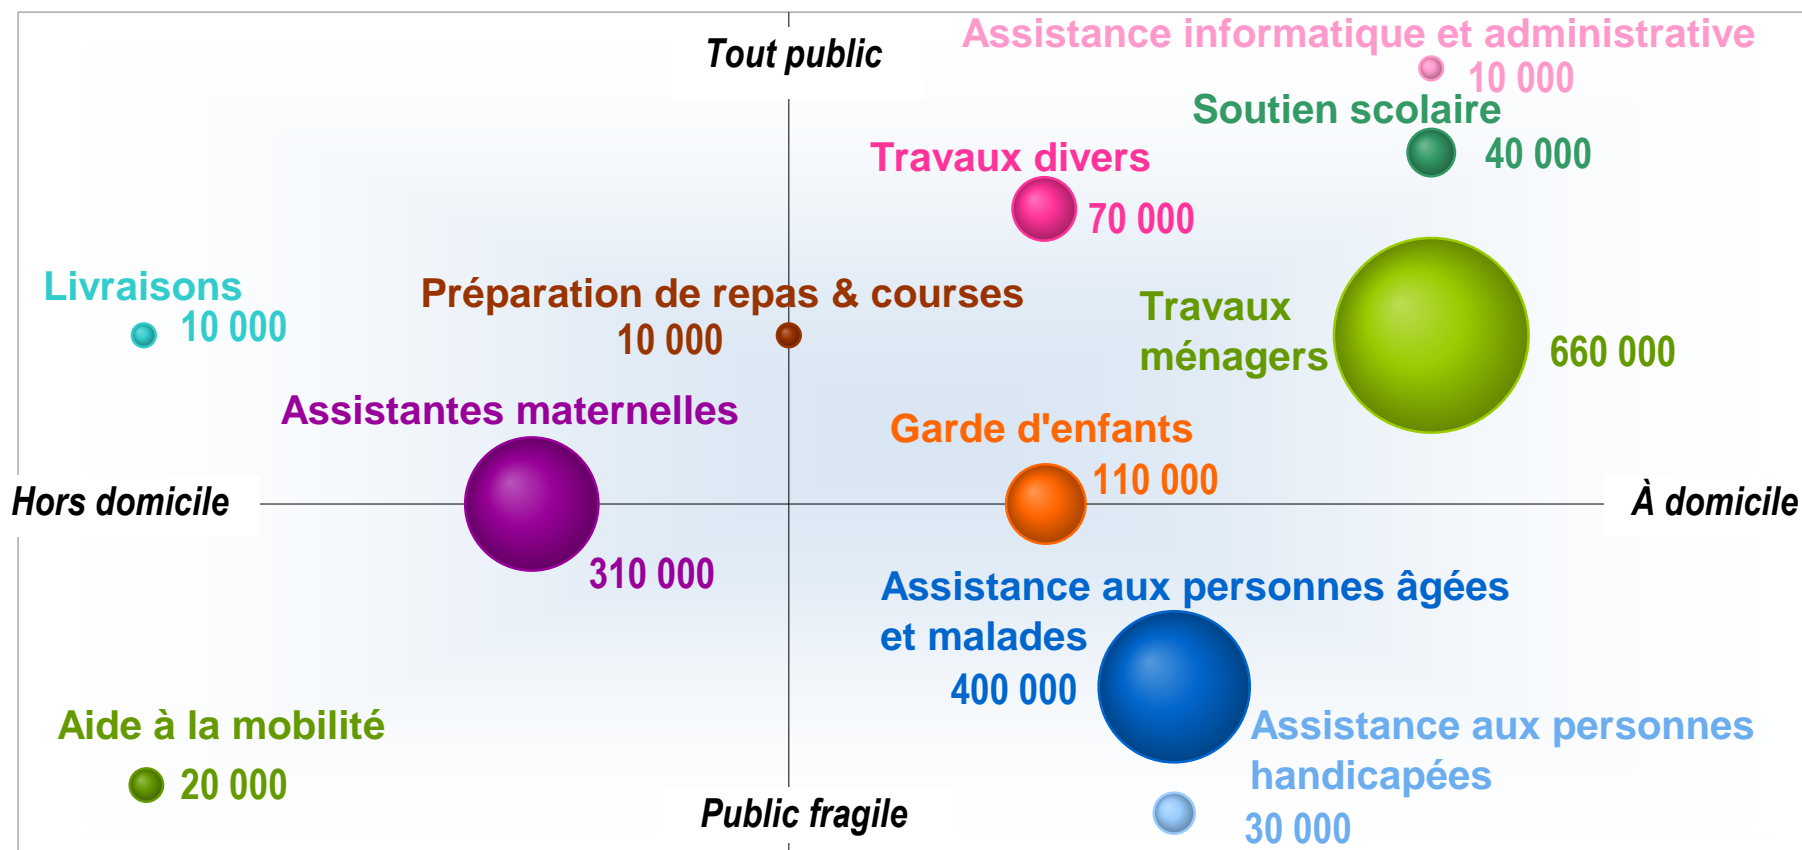 Assistance informatique et administrative
Tout public
10 000
Soutien scolaire
40 000
Travaux divers
70 000
Livraisons
10 000
Préparation de repas & courses
10 000
Travaux
ménagers
660 000
Assistantes maternelles
310 000
Garde d'enfants
110 000
Hors domicile
À domicile
Assistance aux personnes âgées
et malades
400 000
Aide à la mobilité
20 000
Assistance aux personnes
handicapées
30 000
Public fragile